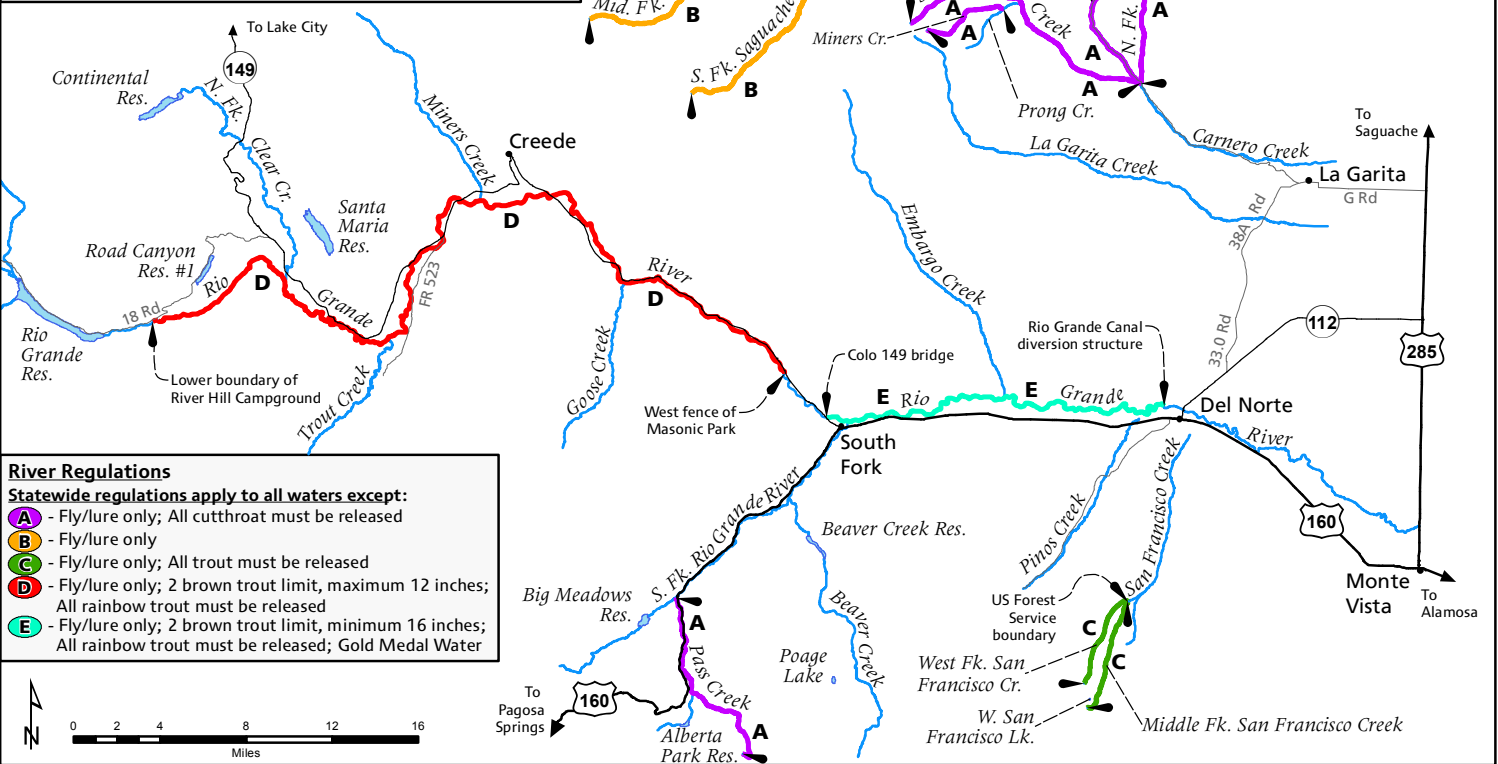 Mid. Fk.
B
S. Fk. Saguache
B
A
Miners Cr.
A
Prong Cr.
Creek
A
A
N. Fk.
A
To Lake City
149
Continental
Res.
N. Fk.
Clear Cr.
Miners Creek
Creede
Santa
Maria
Res.
Road Canyon
Res. #1
Rio
D
Grande
18 Rd
Rio
Grande
Res.
Lower boundary of
River Hill Campground
Trout Creek
FR 523
D
River
D
Goose Creek
West fence of
Masonic Park
Colo 149 bridge
Embargo Creek
La Garita Creek
Carnero Creek
La Garita
G Rd
38A Rd
33.0 Rd
To
Saguache
112
285
Rio Grande Canal
diversion structure
E
Rio
E
Grande
Del Norte
River
160
Monte
Vista
To
Alamosa
South
Fork
S. Fk. Rio Grande River
Beaver Creek Res.
Beaver Creek
Big Meadows
Res.
A
Pass Creek
A
Poage
Lake
Alberta
Park Res.
To
Pagosa
Springs
160
Pinos Creek
San Francisco Creek
US Forest
Service
boundary
C
C
West Fk. San
Francisco Cr.
W. San
Francisco Lk.
Middle Fk. San Francisco Creek
River Regulations
Statewide regulations apply to all waters except:
A - Fly/lure only; All cutthroat must be released
B - Fly/lure only
C - Fly/lure only; All trout must be released
D - Fly/lure only; 2 brown trout limit, maximum 12 inches;
All rainbow trout must be released
E - Fly/lure only; 2 brown trout limit, minimum 16 inches;
All rainbow trout must be released; Gold Medal Water
N
0 2 4 8 12 16
Miles